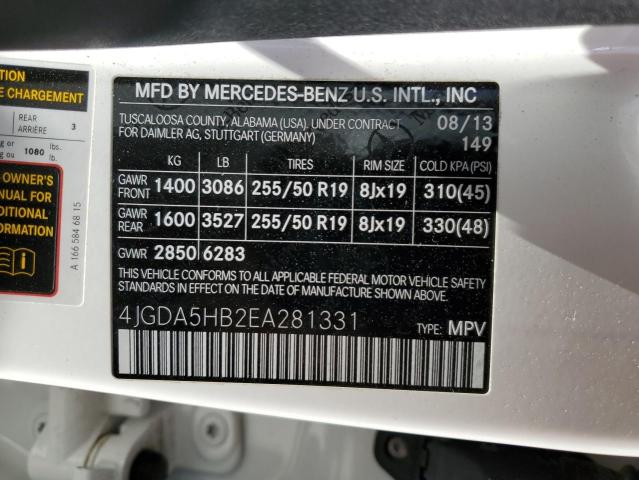 TION
E CHARGEMENT
REAR
ARRIÈRE 3
lbs.
or 1080 lb.
OWNER'S
ANUAL FOR
DITIONAL
ORMATION
A 166 584 68 15
MFD BY MERCEDES-BENZ U.S. INTL., INC
TUSCALOOSA COUNTY, ALABAMA (USA). UNDER CONTRACT 08/13
FOR DAIMLER AG, STUTTGART (GERMANY) 149
KG LB TIRES RIM SIZE COLD KPA (PSI)
GAWR FRONT 1400 3086 255/50 R19 8Jx19 310(45)
GAWR REAR 1600 3527 255/50 R19 8Jx19 330(48)
GVWR 2850 6283
THIS VEHICLE CONFORMS TO ALL APPLICABLE FEDERAL MOTOR VEHICLE SAFETY
STANDARDS IN EFFECT ON THE DATE OF MANUFACTURE SHOWN ABOVE.
4JGDA5HB2EA281331 TYPE: MPV